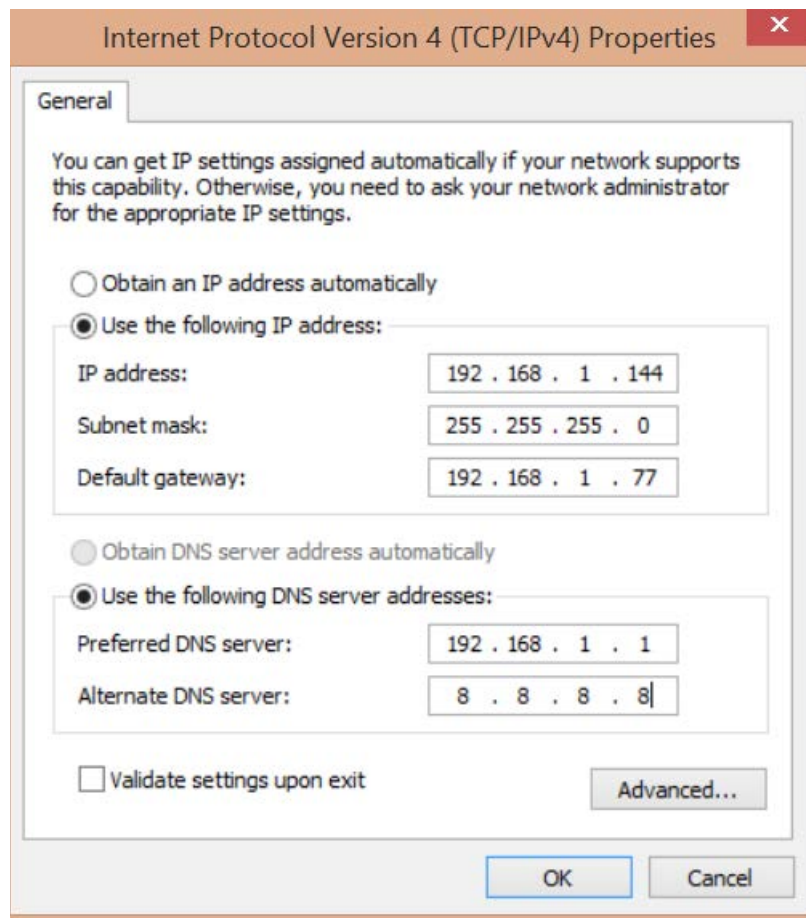 Internet Protocol Version 4 (TCP/IPv4) Properties
General
You can get IP settings assigned automatically if your network supports
this capability. Otherwise, you need to ask your network administrator
for the appropriate IP settings.
Obtain an IP address automatically
Use the following IP address:
IP address: 192 . 168 . 1 . 144
Subnet mask: 255 . 255 . 255 . 0
Default gateway: 192 . 168 . 1 . 77
Obtain DNS server address automatically
Use the following DNS server addresses:
Preferred DNS server: 192 . 168 . 1 . 1
Alternate DNS server: 8 . 8 . 8 . 8
Validate settings upon exit
Advanced...
OK Cancel